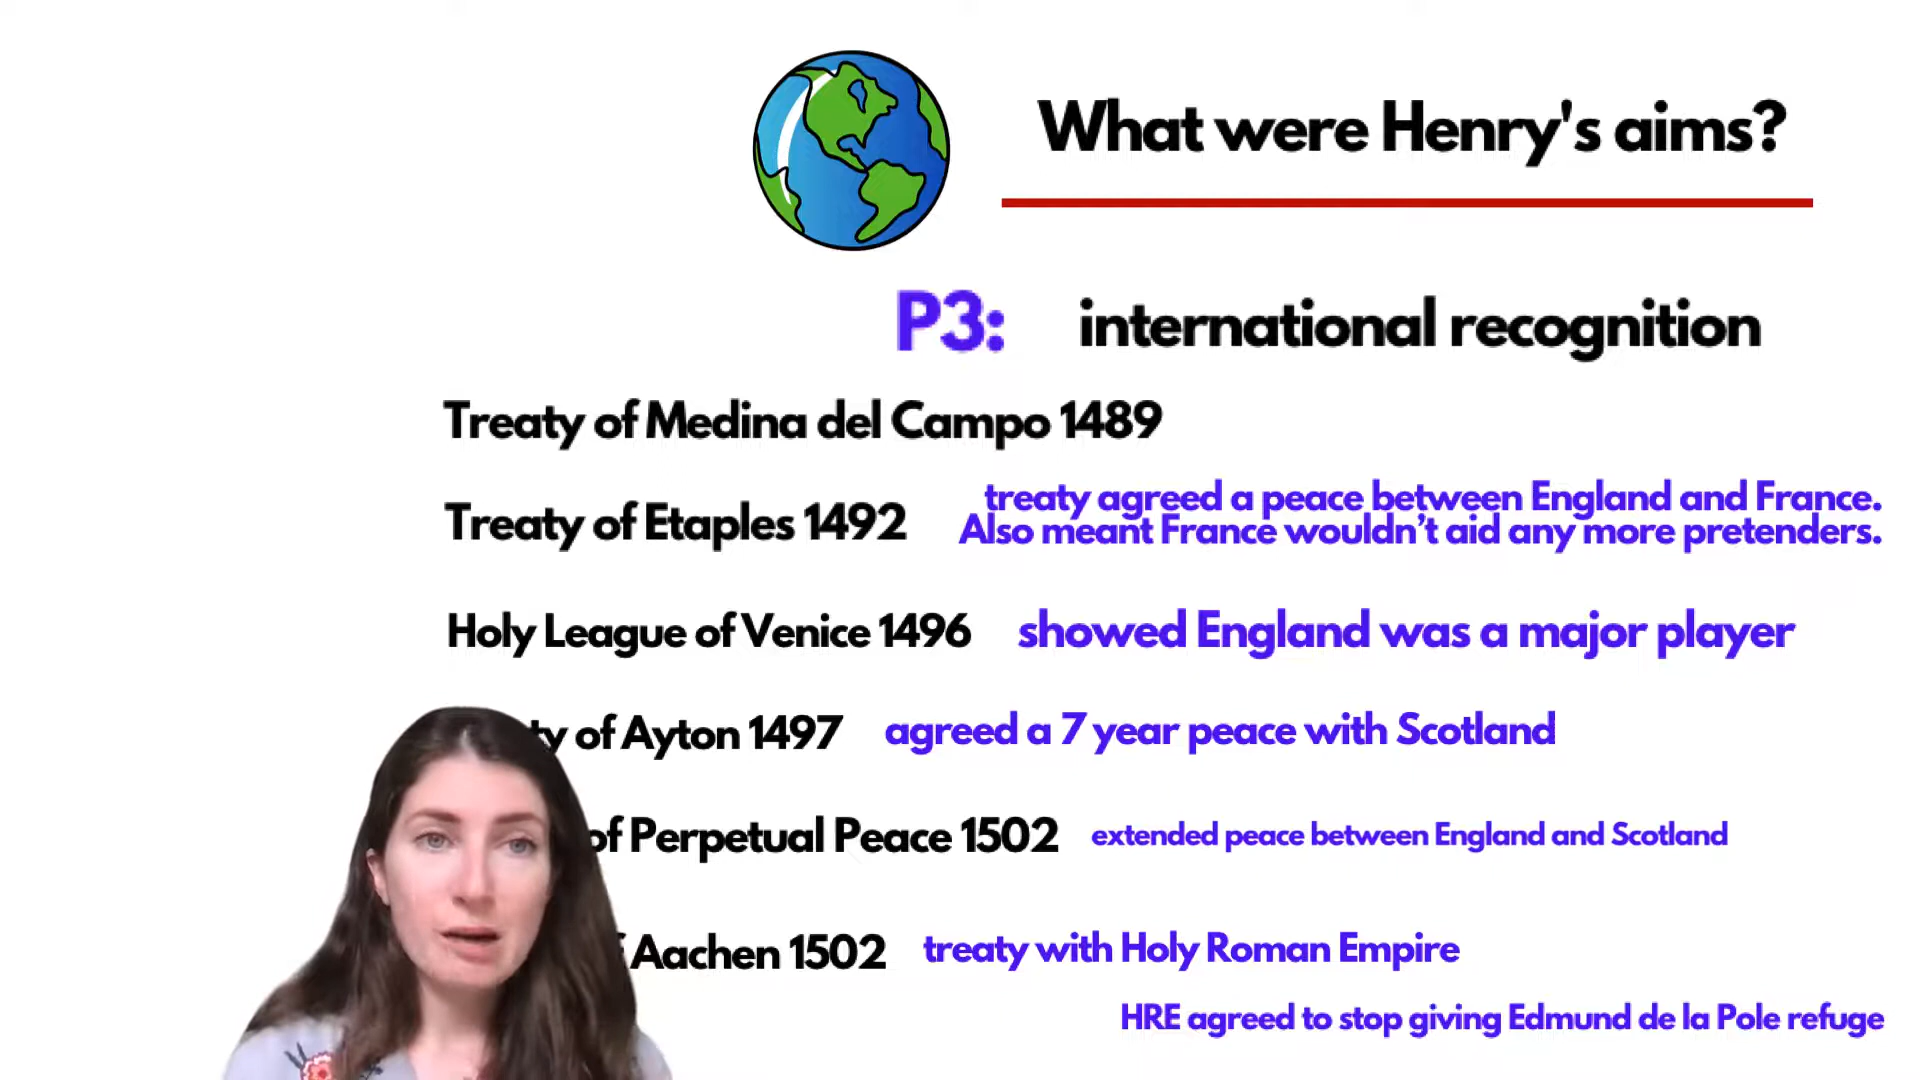 What were Henry's aims?
P3: international recognition
Treaty of Medina del Campo 1489
Treaty of Etaples 1492
treaty agreed a peace between England and France.
Also meant France wouldn't aid any more pretenders.
Holy League of Venice 1496 showed England was a major player
ty of Ayton 1497 agreed a 7 year peace with Scotland
of Perpetual Peace 1502 extended peace between England and Scotland
Aachen 1502 treaty with Holy Roman Empire
HRE agreed to stop giving Edmund de la Pole refuge